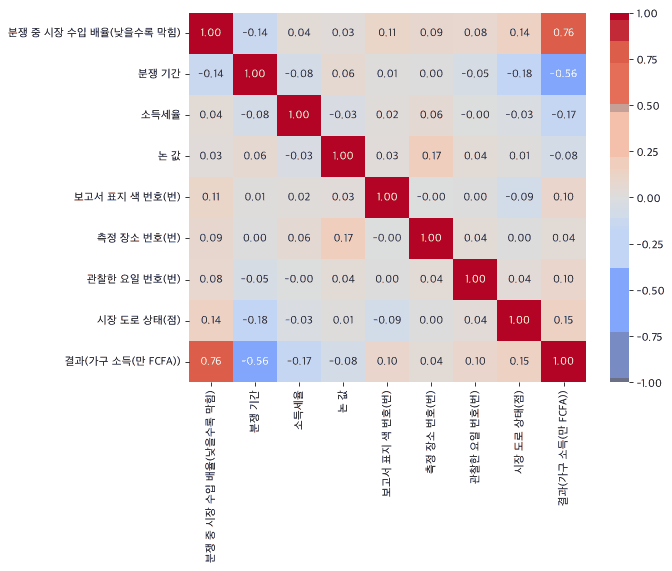 분쟁 중 시장 수입 배율(낮을수록 막힘) 1.00 -0.14 0.04 0.03 0.11 0.09 0.08 0.14 0.76
분쟁 기간 -0.14 1.00 -0.08 0.06 0.01 0.00 -0.05 -0.18 -0.56
소득세율 0.04 -0.08 1.00 -0.03 0.02 0.06 -0.00 -0.03 -0.17
논 값 0.03 0.06 -0.03 1.00 0.03 0.17 0.04 0.01 -0.08
보고서 표지 색 번호(번) 0.11 0.01 0.02 0.03 1.00 -0.00 0.00 -0.09 0.10
측정 장소 번호(번) 0.09 0.00 0.06 0.17 -0.00 1.00 0.04 0.00 0.04
관찰한 요일 번호(번) 0.08 -0.05 -0.00 0.04 0.00 0.04 1.00 0.04 0.10
시장 도로 상태(점) 0.14 -0.18 -0.03 0.01 -0.09 0.00 0.04 1.00 0.15
결과(가구 소득(만 FCFA)) 0.76 -0.56 -0.17 -0.08 0.10 0.04 0.10 0.15 1.00
분쟁 중 시장 수입 배율(낮을수록 막힘)
분쟁 기간
소득세율
논 값
보고서 표지 색 번호(번)
측정 장소 번호(번)
관찰한 요일 번호(번)
시장 도로 상태(점)
결과(가구 소득(만 FCFA))
1.00
0.75
0.50
0.25
0.00
-0.25
-0.50
-0.75
-1.00